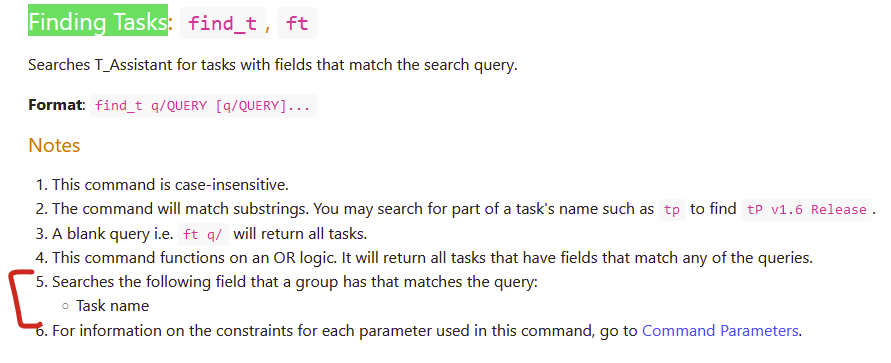 Finding Tasks: find_t, ft
Searches T_Assistant for tasks with fields that match the search query.
Format: find_t q/QUERY [q/QUERY]...
Notes
1. This command is case-insensitive.
2. The command will match substrings. You may search for part of a task's name such as tp to find tP v1.6 Release.
3. A blank query i.e. ft q/ will return all tasks.
4. This command functions on an OR logic. It will return all tasks that have fields that match any of the queries.
5. Searches the following field that a group has that matches the query:
○ Task name
6. For information on the constraints for each parameter used in this command, go to Command Parameters.